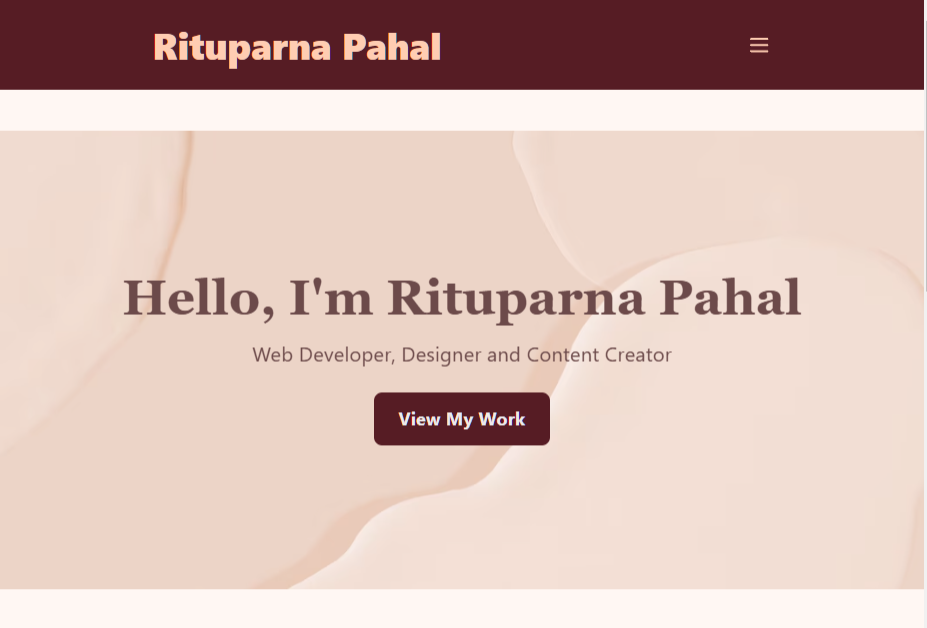 Rituparna Pahal
Hello, I'm Rituparna Pahal
Web Developer, Designer and Content Creator
View My Work